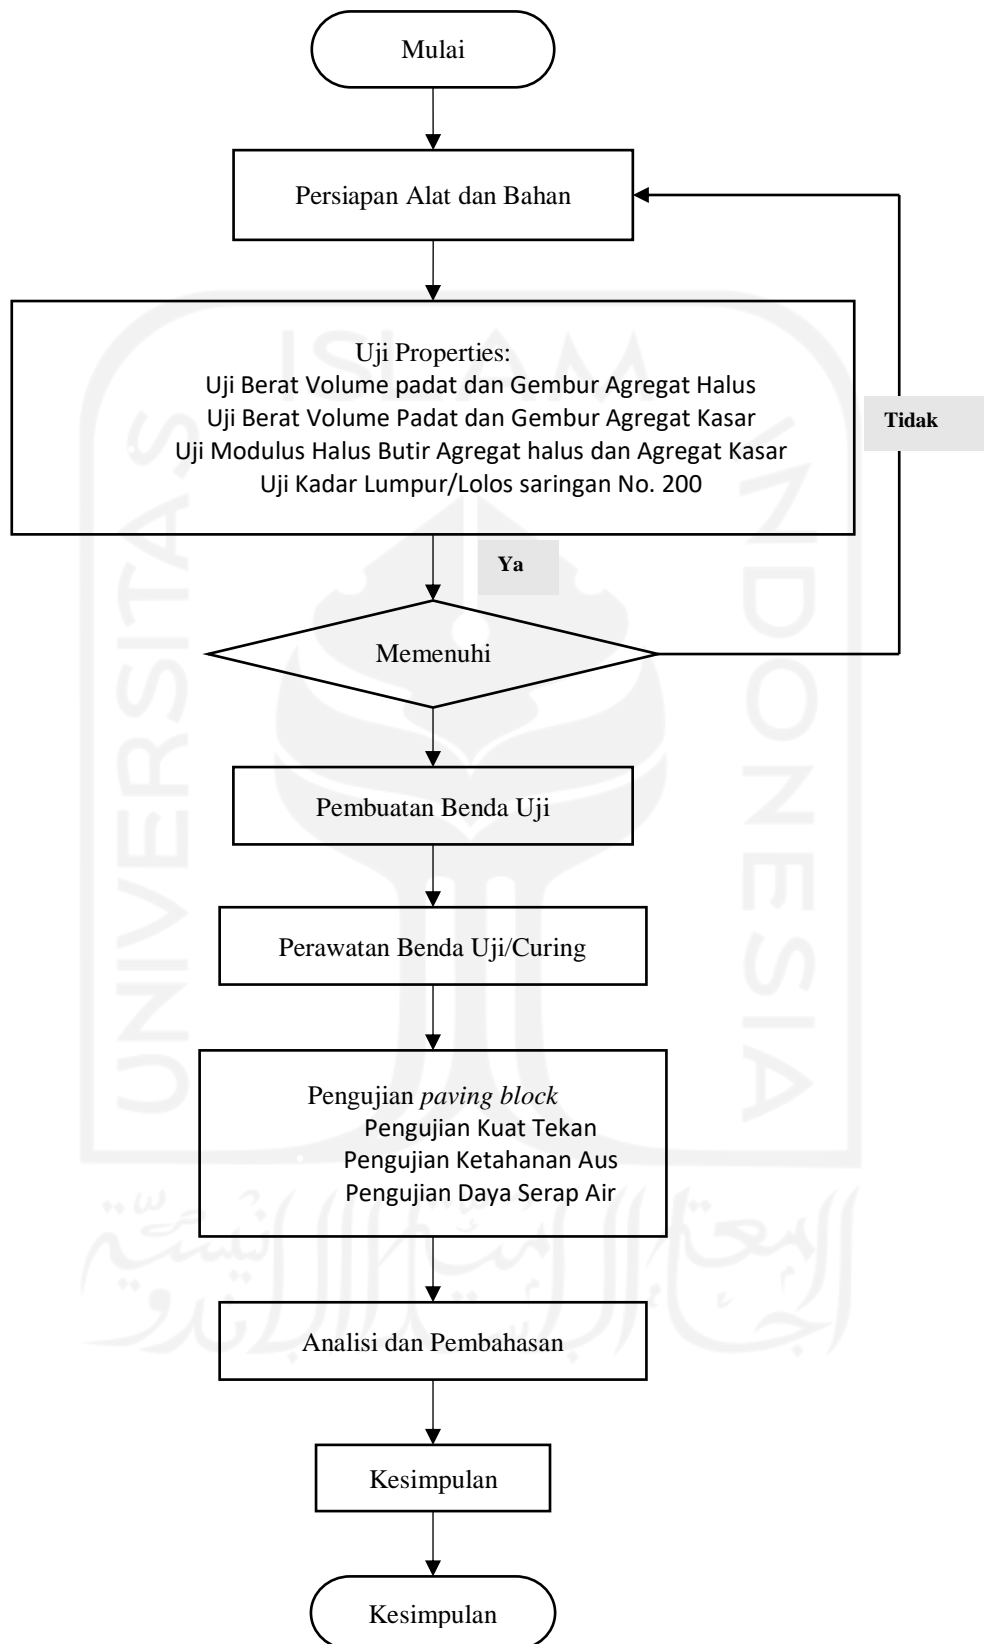 Mulai
Persiapan Alat dan Bahan
Uji Properties:
Uji Berat Volume padat dan Gembur Agregat Halus
Uji Berat Volume Padat dan Gembur Agregat Kasar
Uji Modulus Halus Butir Agregat halus dan Agregat Kasar
Uji Kadar Lumpur/Lolos saringan No. 200
Tidak
Ya
Memenuhi
Pembuatan Benda Uji
Perawatan Benda Uji/Curing
Pengujian paving block
Pengujian Kuat Tekan
Pengujian Ketahanan Aus
Pengujian Daya Serap Air
Analisi dan Pembahasan
Kesimpulan
Kesimpulan
UNIVERSITAS
ISLAM
INDONESIA